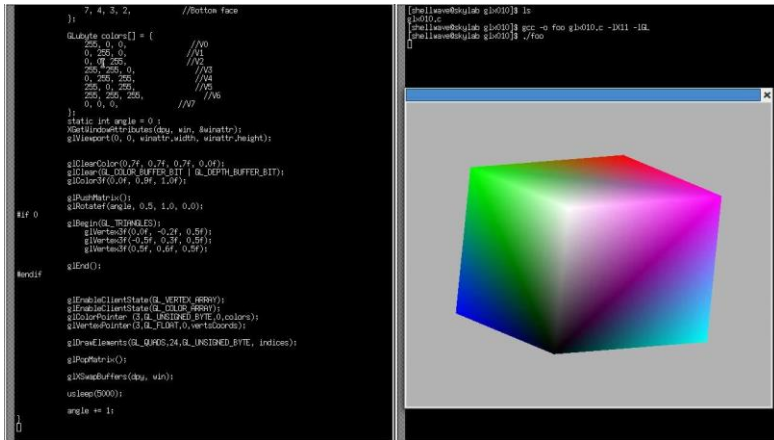 7, 4, 3, 2, //Bottom face
};
GLubyte colors[] = {
255, 0, 0, //V0
0, 255, 0, //V1
0, 0, 255, //V2
255, 255, 0, //V3
0, 255, 255, //V4
255, 0, 255, //V5
255, 255, 255, //V6
0, 0, 0, //V7
};
static int angle = 0 ;
XGetWindowAttributes(dpy, win, &winattr);
glViewport(0, 0, winattr.width, winattr.height);
glClearColor(0.7f, 0.7f, 0.7f, 0.0f);
glClear(GL_COLOR_BUFFER_BIT | GL_DEPTH_BUFFER_BIT);
glColor3f(0.0f, 0.9f, 1.0f);
glPushMatrix();
glRotatef(angle, 0.5, 1.0, 0.0);
#if 0
glBegin(GL_TRIANGLES);
glVertex3f(0.0f, -0.2f, 0.5f);
glVertex3f(-0.5f, 0.3f, 0.5f);
glVertex3f(0.5f, 0.6f, 0.5f);
glEnd();
#endif
glEnableClientState(GL_VERTEX_ARRAY);
glEnableClientState(GL_COLOR_ARRAY);
glColorPointer (3,GL_UNSIGNED_BYTE,0,colors);
glVertexPointer(3,GL_FLOAT,0,vertsCoords);
glDrawElements(GL_QUADS,24,GL_UNSIGNED_BYTE, indices);
glPopMatrix();
glXSwapBuffers(dpy, win);
usleep(5000);
angle += 1;
}
[shellwave@skylab glx010]$ ls
glx010.c
[shellwave@skylab glx010]$ gcc -o foo glx010.c -lX11 -lGL
[shellwave@skylab glx010]$ ./foo